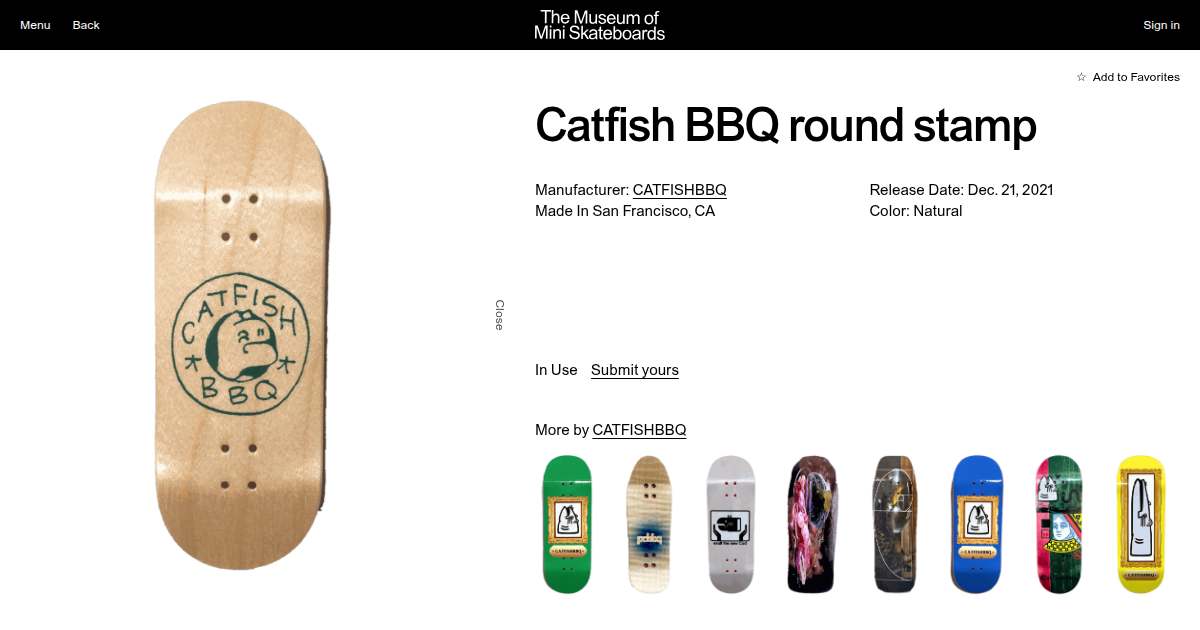 Menu
Back
The Museum of
Mini Skateboards
Sign in
☆ Add to Favorites
Catfish BBQ round stamp
Manufacturer: CATFISHBBQ
Made In San Francisco, CA
Release Date: Dec. 21, 2021
Color: Natural
CATFISH
BBQ
Close
In Use Submit yours
More by CATFISHBBQ
CATFISHBBQ
CATFISHBBQ